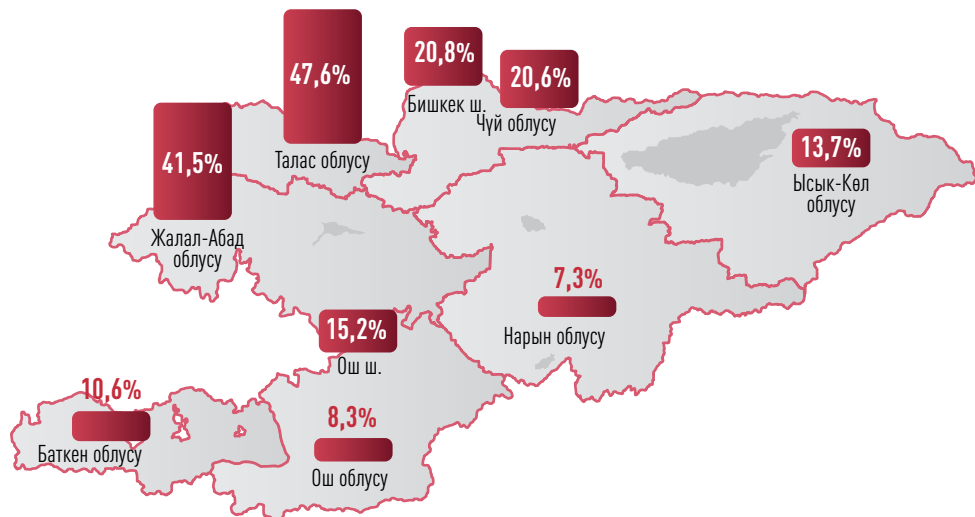 47,6%
Талас облусу
20,8%
Бишкек ш.
20,6%
Чүй облусу
41,5%
Жалал-Абад
облусу
13,7%
Ысык-Көл
облусу
7,3%
Нарын облусу
15,2%
Ош ш.
10,6%
Баткен облусу
8,3%
Ош облусу